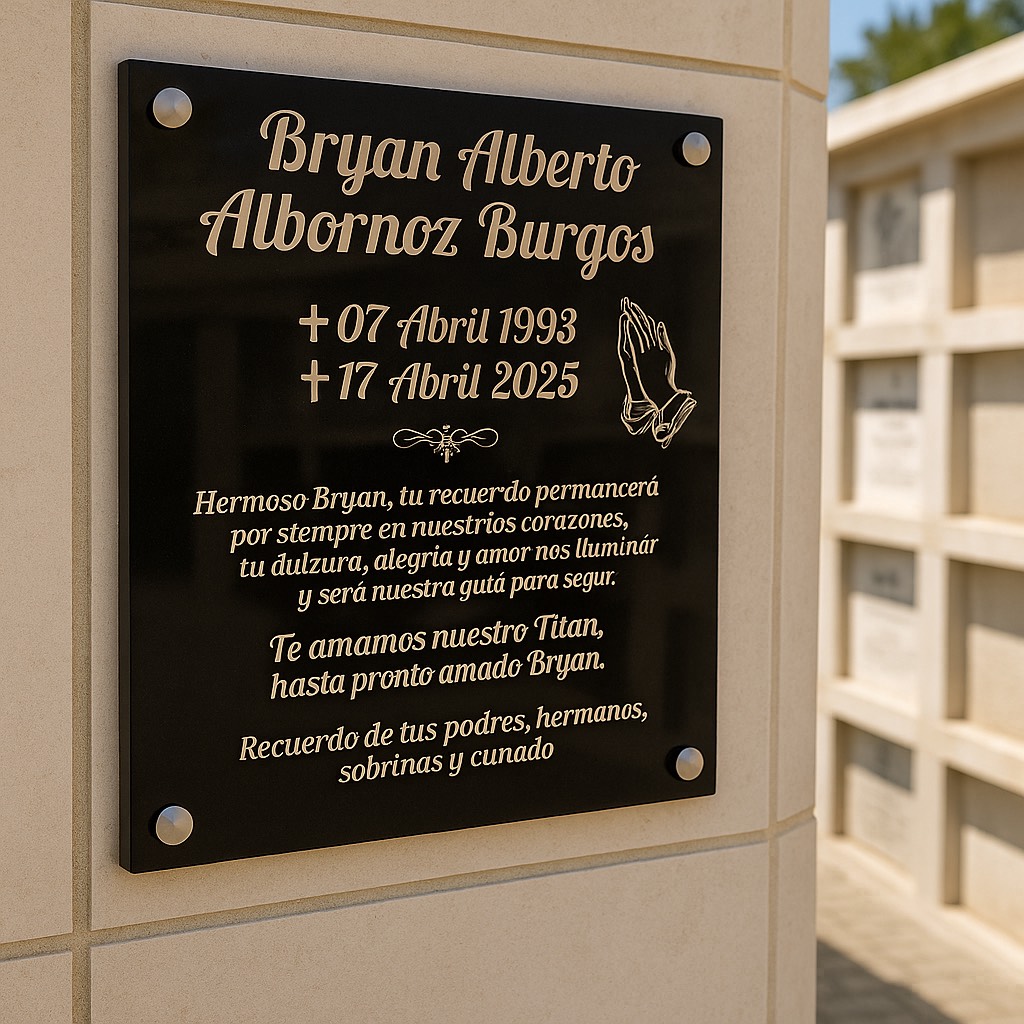 Bryan Alberto
Albornoz Burgos
✝07 Abril 1993
✝17 Abril 2025
Hermoso Bryan, tu recuerdo permancerá
por stempre en nuestrios corazones,
tu dulzura, alegria y amor nos lluminár
y será nuestra gutá para segur.
Te amamos nuestro Titan,
hasta pronto amado Bryan.
Recuerdo de tus podres, hermanos,
sobrinas y cunado